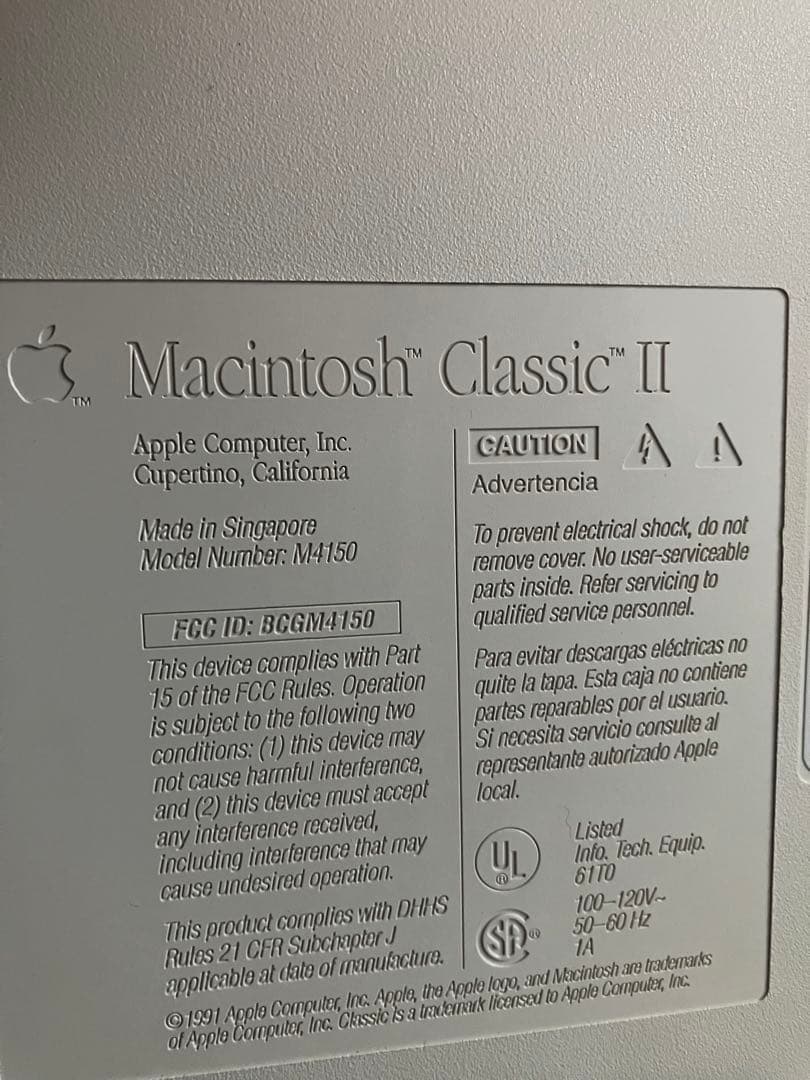 Macintosh™ Classic™ II
™
Apple Computer, Inc.
Cupertino, California
Made in Singapore
Model Number: M4150
FCC ID: BCGM4150
This device complies with Part
15 of the FCC Rules. Operation
is subject to the following two
conditions: (1) this device may
not cause harmful interference,
and (2) this device must accept
any interference received,
including interference that may
cause undesired operation.
This product complies with DHHS
Rules 21 CFR Subchapter J
applicable at date of manufacture.
CAUTION
Advertencia
To prevent electrical shock, do not
remove cover. No user-serviceable
parts inside. Refer servicing to
qualified service personnel.
Para evitar descargas eléctricas no
quite la tapa. Esta caja no contiene
partes reparables por el usuario.
Si necesita servicio consulte al
representante autorizado Apple
local.
UL®
Listed
Info. Tech. Equip.
61T0
SA®
100–120V~
50–60 Hz
1A
©1991 Apple Computer, Inc. Apple, the Apple logo, and Macintosh are trademarks
of Apple Computer, Inc. Classic is a trademark licensed to Apple Computer, Inc.